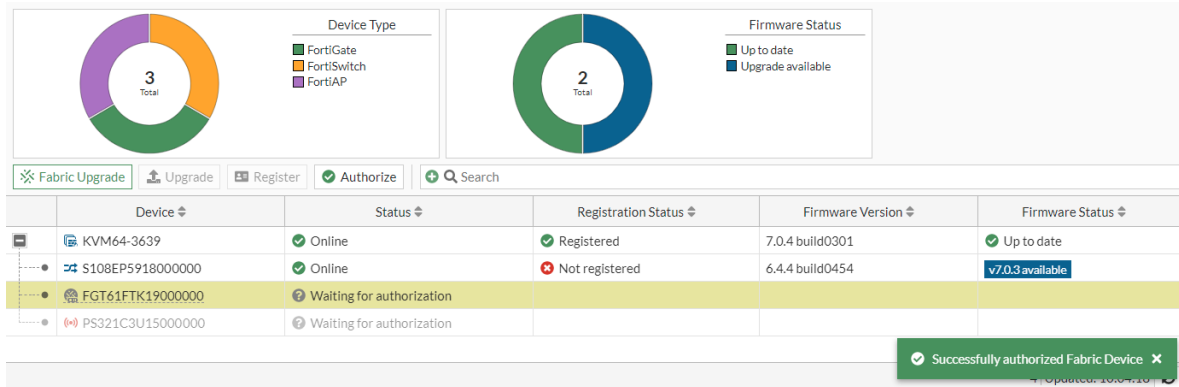 Device Type
FortiGate
FortiSwitch
FortiAP
3
Total
Firmware Status
Up to date
Upgrade available
2
Total
Fabric Upgrade
Upgrade
Register
Authorize
Search
Device Status Registration Status Firmware Version Firmware Status
KVM64-3639 Online Registered 7.0.4 build0301 Up to date
S108EP5918000000 Online Not registered 6.4.4 build0454 v7.0.3 available
FGT61FTK19000000 Waiting for authorization
PS321C3U15000000 Waiting for authorization
Successfully authorized Fabric Device